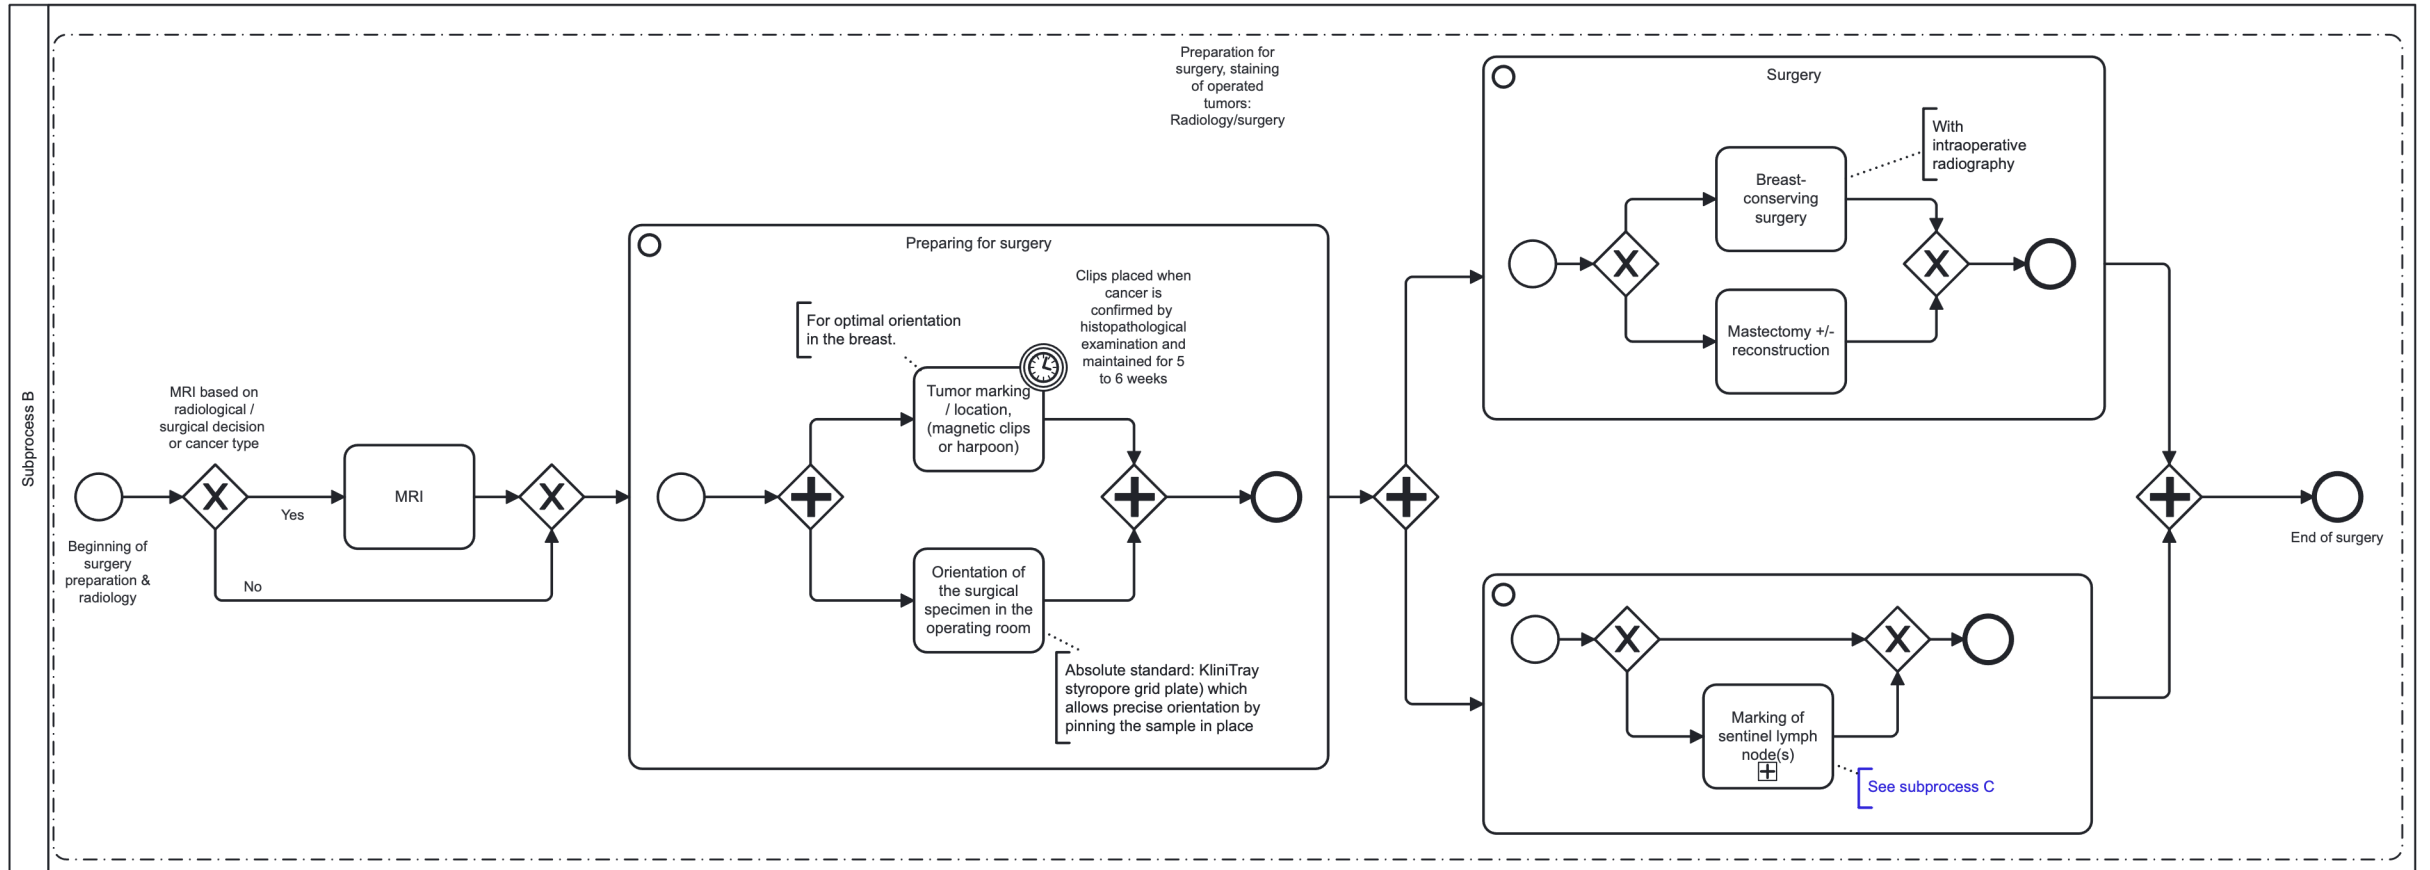 Subprocess B
Preparation for
surgery, staining
of operated
tumors:
Radiology/surgery
Beginning of
surgery
preparation &
radiology
MRI based on
radiological /
surgical decision
or cancer type
Yes
No
MRI
Preparing for surgery
For optimal orientation
in the breast.
Clips placed when
cancer is
confirmed by
histopathological
examination and
maintained for 5
to 6 weeks
Tumor marking
/ location,
(magnetic clips
or harpoon)
Orientation of
the surgical
specimen in the
operating room
Absolute standard: KliniTray
styropore grid plate) which
allows precise orientation by
pinning the sample in place
Surgery
With
intraoperative
radiography
Breast-
conserving
surgery
Mastectomy +/-
reconstruction
Marking of
sentinel lymph
node(s)
See subprocess C
End of surgery